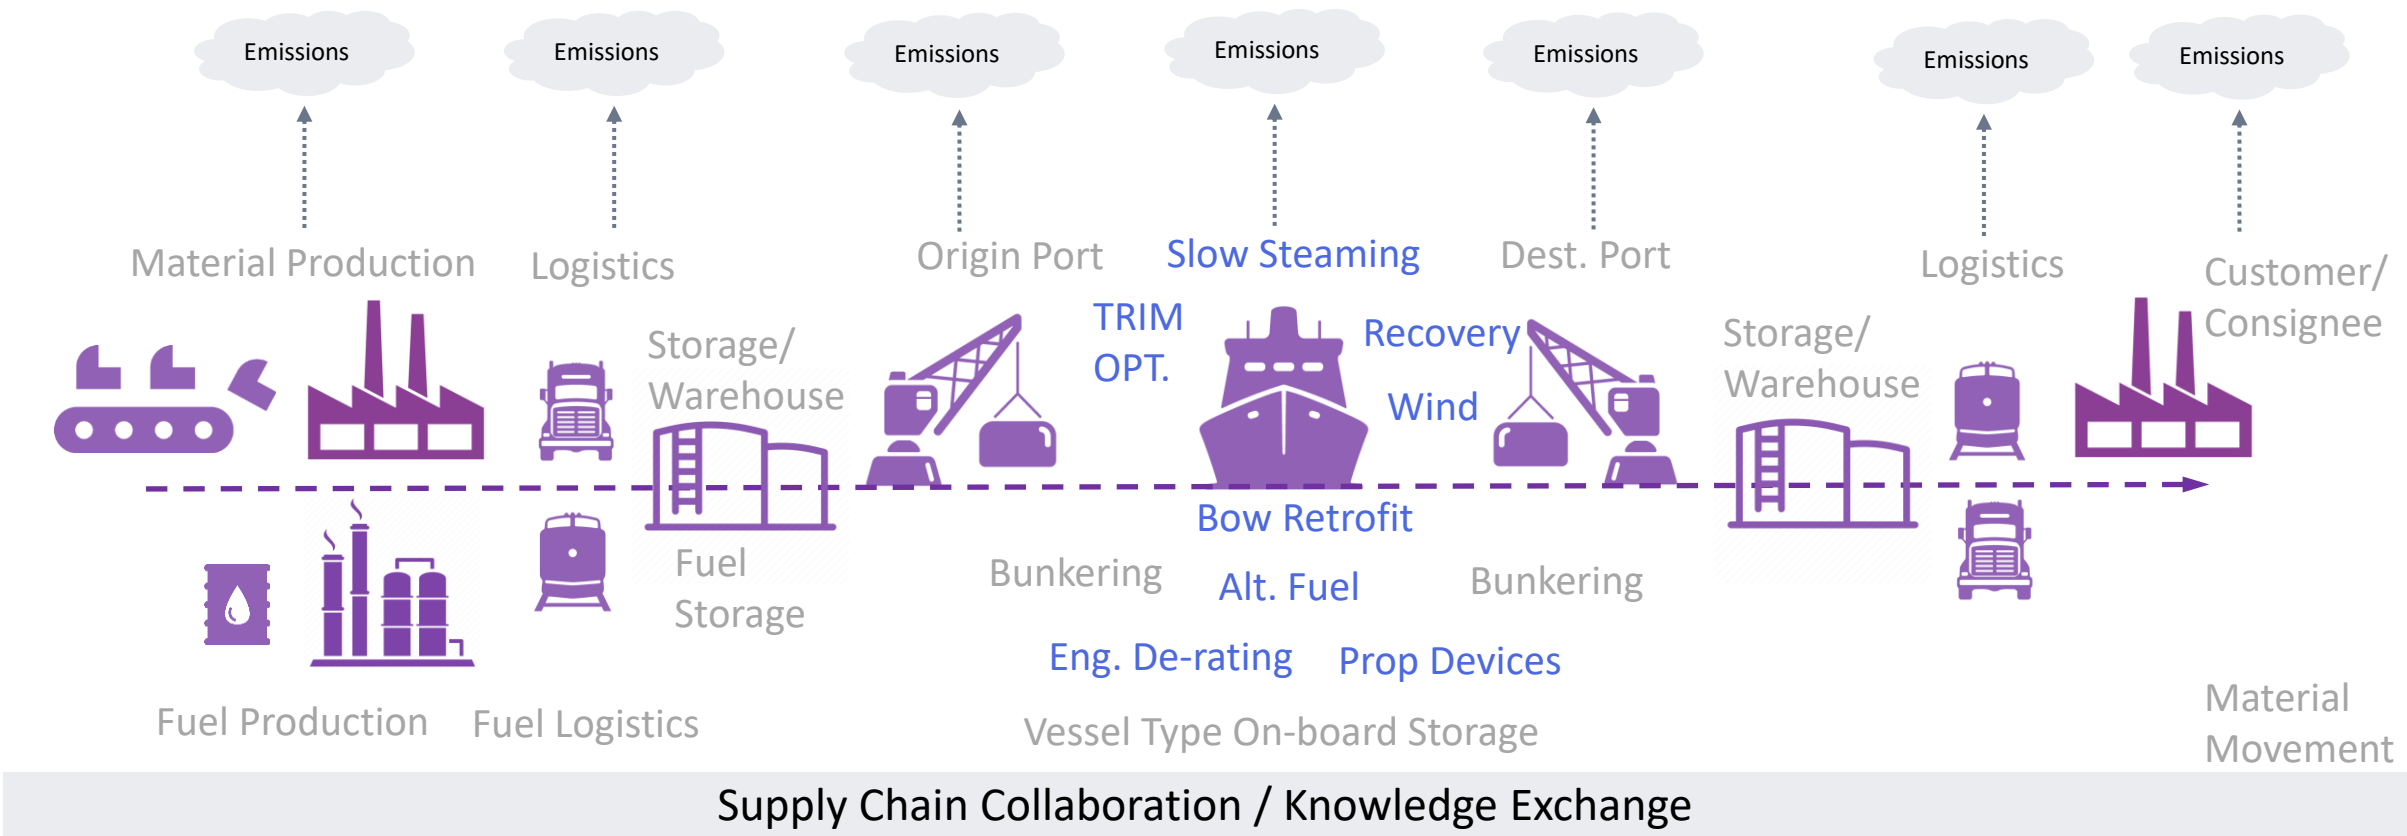 Emissions
Emissions
Emissions
Emissions
Emissions
Emissions
Emissions
Material Production
Logistics
Origin Port
Slow Steaming
Dest. Port
Logistics
Customer/
Consignee
Storage/
Warehouse
TRIM
OPT.
Recovery
Wind
Storage/
Warehouse
Bow Retrofit
Fuel
Storage
Bunkering
Alt. Fuel
Bunkering
Eng. De-rating
Prop Devices
Fuel Production
Fuel Logistics
Vessel Type On-board Storage
Material
Movement
Supply Chain Collaboration / Knowledge Exchange